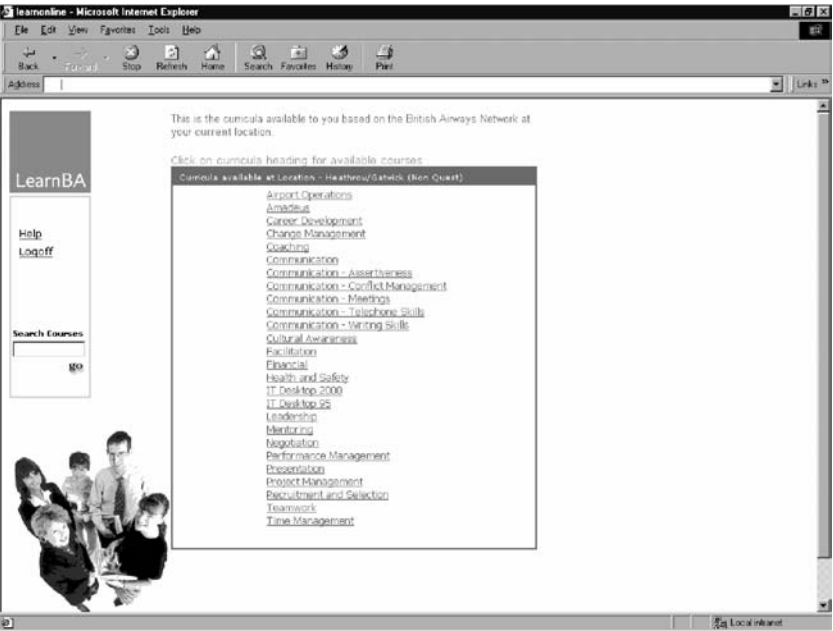 learnonline - Microsoft Internet Explorer
File Edit View Favorites Tools Help
Back Forward Stop Refresh Home Search Favorites History Print
Address Links »
This is the curricula available to you based on the British Airways Network at
your current location.
Click on curricula heading for available courses
Curricula available at Location - Heathrow/Gatwick (Non Quest)
LearnBA
Help
Logoff
Search Courses
go
Airport Operations
Amadeus
Career Development
Change Management
Coaching
Communication
Communication - Assertiveness
Communication - Conflict Management
Communication - Meetings
Communication - Telephone Skills
Communication - Writing Skills
Cultural Awareness
Facilitation
Financial
Health and Safety
IT Desktop 2000
IT Desktop 95
Leadership
Mentoring
Negotiation
Performance Management
Presentation
Project Management
Recruitment and Selection
Teamwork
Time Management
Local intranet